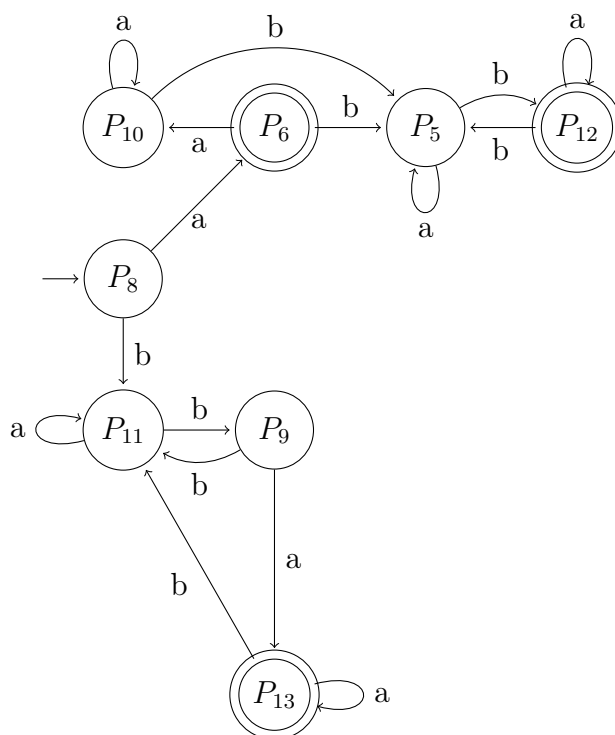 a a
b b
P₁₀ P₆ P₅ P₁₂
a b b
a a
P₈
b
b
a P₁₁ P₉
b
a
b
P₁₃ a